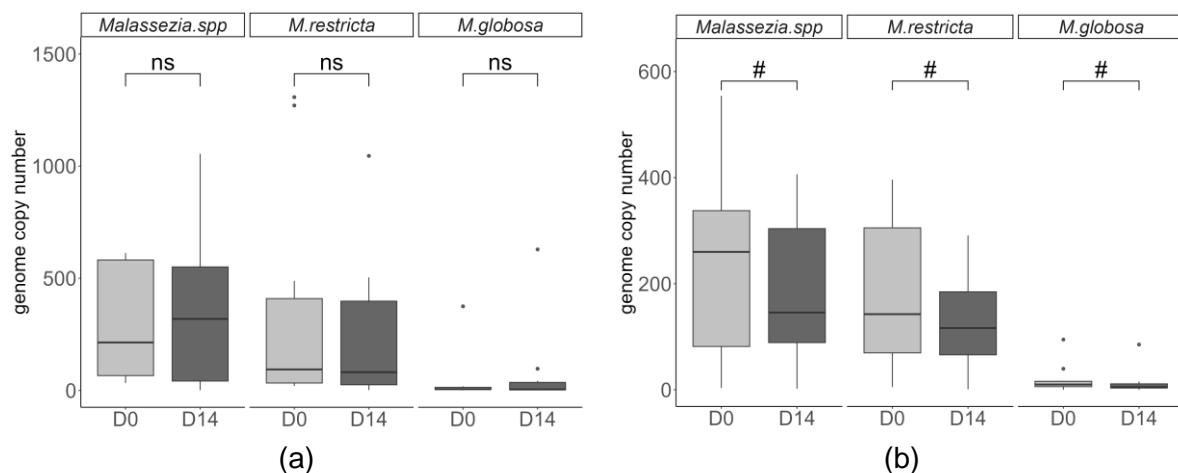 Malassezia.spp M.restricta M.globosa
1500
1000
500
0
genome copy number
ns ns ns
D0 D14 D0 D14 D0 D14
(a)
Malassezia.spp M.restricta M.globosa
600
400
200
0
genome copy number
# # #
D0 D14 D0 D14 D0 D14
(b)